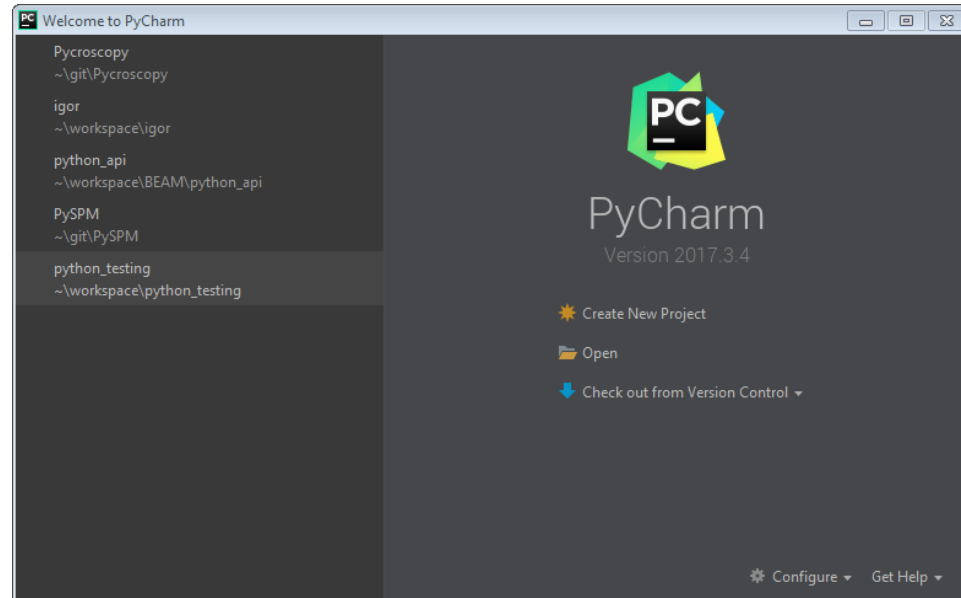 PC Welcome to PyCharm
Pycroscopy
~\git\Pycroscopy
igor
~\workspace\igor
python_api
~\workspace\BEAM\python_api
PySPM
~\git\PySPM
python_testing
~\workspace\python_testing
PC
PyCharm
Version 2017.3.4
Create New Project
Open
Check out from Version Control
Configure
Get Help